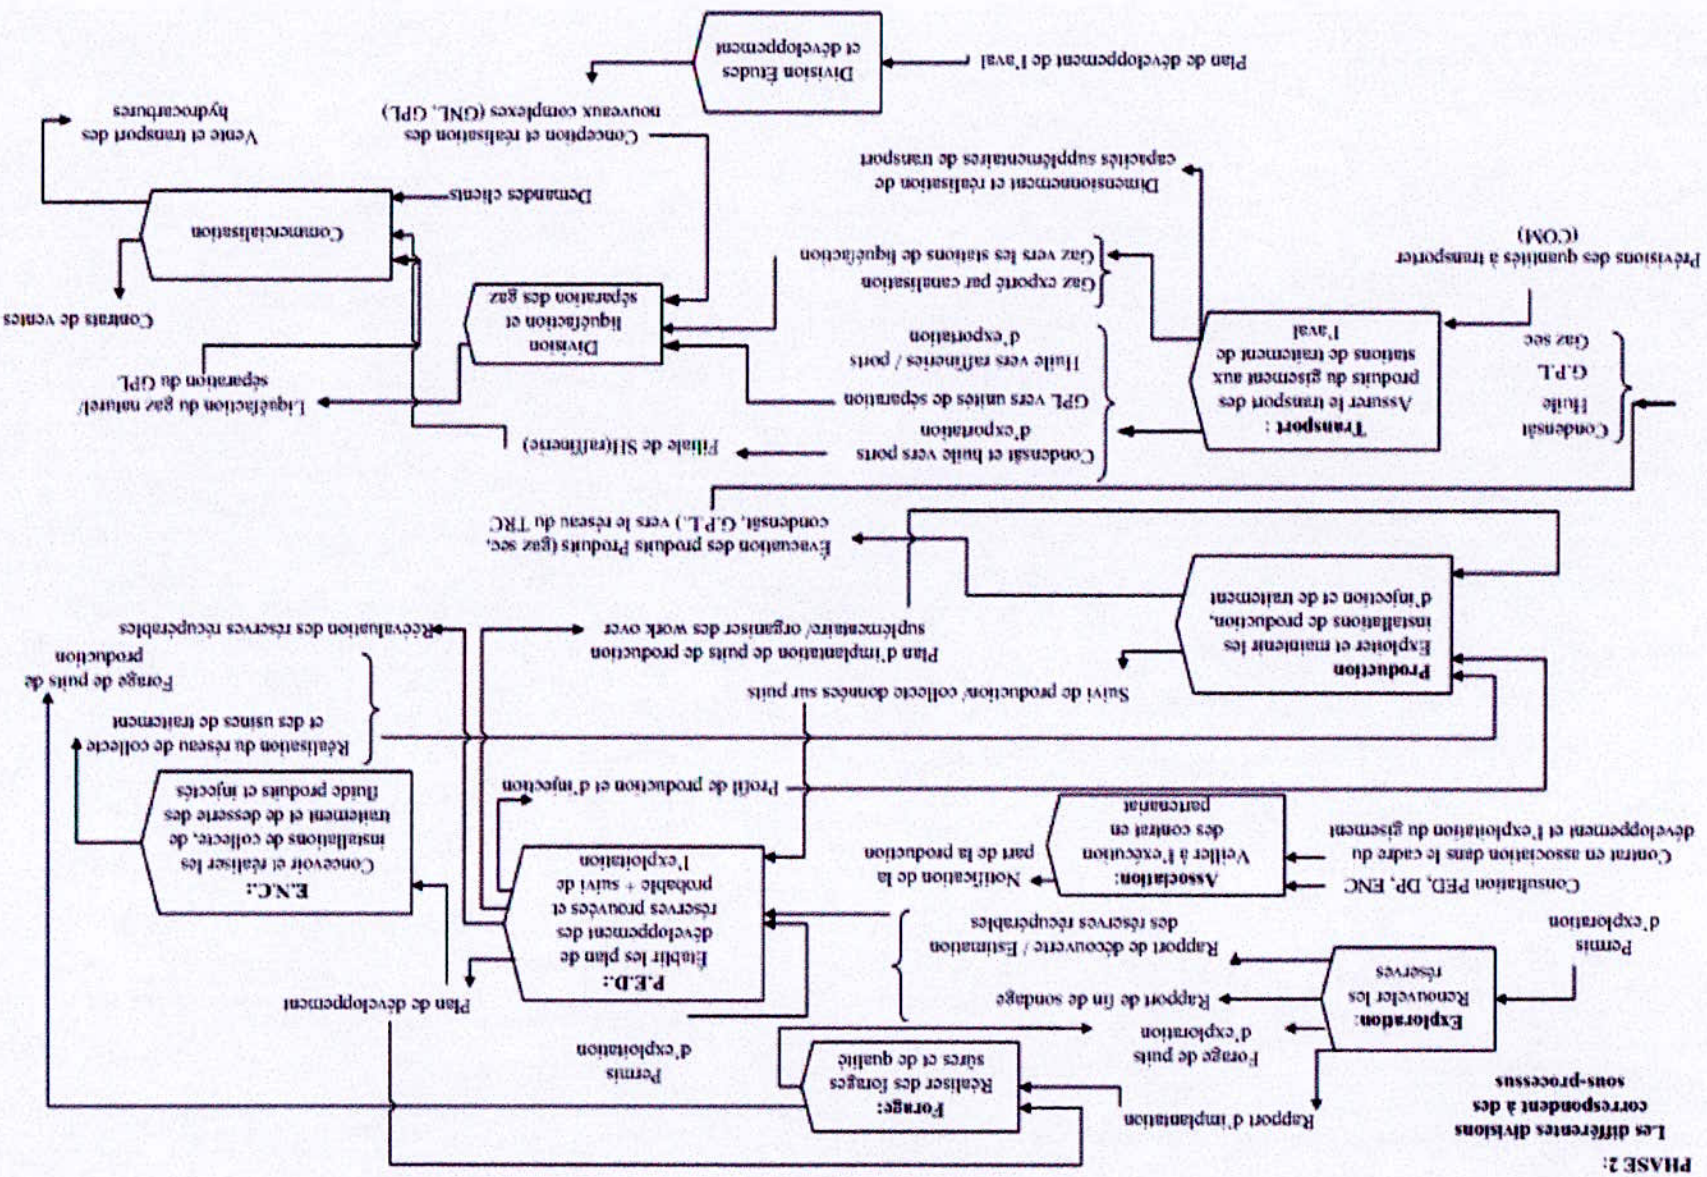 PHASE 2:
Les différentes divisions
correspondent à des
sous-processus
Rapport d'implantation
Forage:
Réaliser des forages
sûres et de qualité
Permis
d'exploitation
Forage de puits
d'exploration
Exploration:
Renouveler les
réserves
Permis
d'exploration
Rapport de fin de sondage
Rapport de découverte / Estimation
des réserves récupérables
Plan de développement
P.E.D.:
Établir les plan de
développement des
réserves prouvées et
probable + suivi de
l'exploitation
E.N.C.:
Concevoir et réaliser les
installations de collecte, de
traitement et de desserte des
fluide produits et injectés
Consultation PED, DP, ENC
Contrat en association dans le cadre du
développement et l'exploitation du gisement
Association:
Veiller à l'exécution
des contrat en
partenariat
Notification de la
part de la production
Profil de production et d'injection
Réalisation du réseau de collecte
et des usines de traitement
Forage de puits de
production
Suivi de production/ collecte données sur puits
Plan d'implantation de puits de production
suplémentaire/ organiser des work over
Réévaluation des réserves récupérables
Production
Exploiter et maintenir les
installations de production,
d'injection et de traitement
Évacuation des produits Produits (gaz sec,
condensât, G.P.L.) vers le réseau du TRC
Condensât
Huile
G.P.L
Gaz sec
Transport :
Assurer le transport des
produits du gisement aux
stations de traitement de
l'aval
Condensât et huile vers ports
d'exportation
GPL vers unités de séparation
Huile vers raffineries / ports
d'exportation
Filiale de SH(raffinerie)
Liquéfaction du gaz naturel/
séparation du GPL
Gaz exporté par canalisation
Gaz vers les stations de liquéfaction
Division
liquéfaction et
séparation des gaz
Contrats de ventes
Prévisions des quantités à transporter
(COM)
Commercialisation
Demandes clients
Dimensionnement et réalisation de
capacités supplémentaires de transport
Conception et réalisation des
nouveaux complexes (GNL, GPL)
Vente et transport des
hydrocarbures
Plan de développement de l'aval
Division Études
et développement